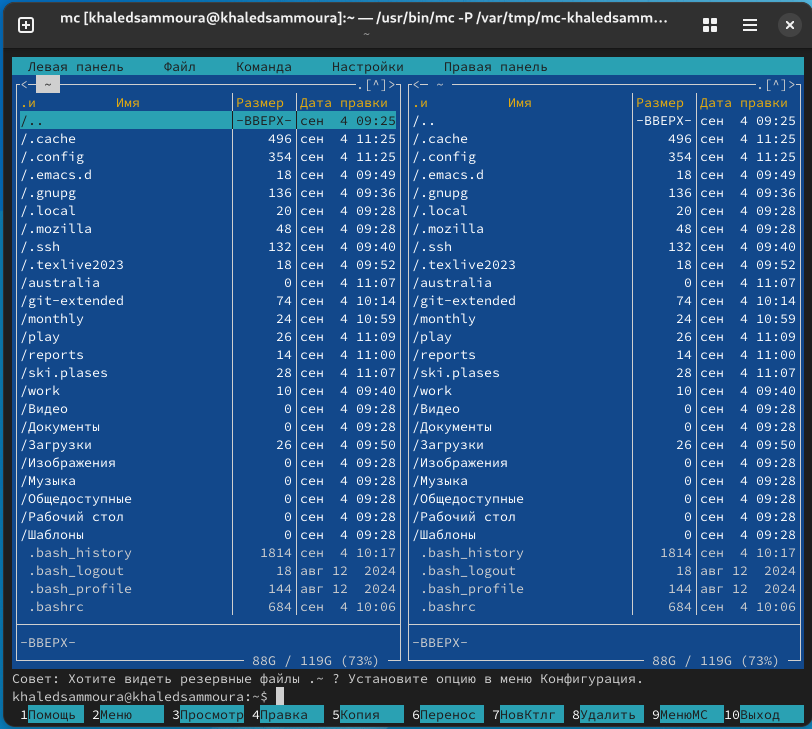 mc [khaledsammoura@khaledsammoura]:~ — /usr/bin/mc -P /var/tmp/mc-khaledsamm…
~
Левая панель Файл Команда Настройки Правая панель
<— ~ .[^]> <— ~ .[^]>
.и Имя Размер Дата правки .и Имя Размер Дата правки
/.. -ВВЕРХ- сен 4 09:25 /.. -ВВЕРХ- сен 4 09:25
/.cache 496 сен 4 11:25 /.cache 496 сен 4 11:25
/.config 354 сен 4 11:25 /.config 354 сен 4 11:25
/.emacs.d 18 сен 4 09:49 /.emacs.d 18 сен 4 09:49
/.gnupg 136 сен 4 09:36 /.gnupg 136 сен 4 09:36
/.local 20 сен 4 09:28 /.local 20 сен 4 09:28
/.mozilla 48 сен 4 09:28 /.mozilla 48 сен 4 09:28
/.ssh 132 сен 4 09:40 /.ssh 132 сен 4 09:40
/.texlive2023 18 сен 4 09:52 /.texlive2023 18 сен 4 09:52
/australia 0 сен 4 11:07 /australia 0 сен 4 11:07
/git-extended 74 сен 4 10:14 /git-extended 74 сен 4 10:14
/monthly 24 сен 4 10:59 /monthly 24 сен 4 10:59
/play 26 сен 4 11:09 /play 26 сен 4 11:09
/reports 14 сен 4 11:00 /reports 14 сен 4 11:00
/ski.plases 28 сен 4 11:07 /ski.plases 28 сен 4 11:07
/work 10 сен 4 09:40 /work 10 сен 4 09:40
/Видео 0 сен 4 09:28 /Видео 0 сен 4 09:28
/Документы 0 сен 4 09:28 /Документы 0 сен 4 09:28
/Загрузки 26 сен 4 09:50 /Загрузки 26 сен 4 09:50
/Изображения 0 сен 4 09:28 /Изображения 0 сен 4 09:28
/Музыка 0 сен 4 09:28 /Музыка 0 сен 4 09:28
/Общедоступные 0 сен 4 09:28 /Общедоступные 0 сен 4 09:28
/Рабочий стол 0 сен 4 09:28 /Рабочий стол 0 сен 4 09:28
/Шаблоны 0 сен 4 09:28 /Шаблоны 0 сен 4 09:28
.bash_history 1814 сен 4 10:17 .bash_history 1814 сен 4 10:17
.bash_logout 18 авг 12 2024 .bash_logout 18 авг 12 2024
.bash_profile 144 авг 12 2024 .bash_profile 144 авг 12 2024
.bashrc 684 сен 4 10:06 .bashrc 684 сен 4 10:06
-ВВЕРХ- -ВВЕРХ-
88G / 119G (73%) 88G / 119G (73%)
Совет: Хотите видеть резервные файлы .~ ? Установите опцию в меню Конфигурация.
khaledsammoura@khaledsammoura:~$
1Помощь 2Меню 3Просмотр 4Правка 5Копия 6Перенос 7НовКтлг 8Удалить 9МенюМС 10Выход